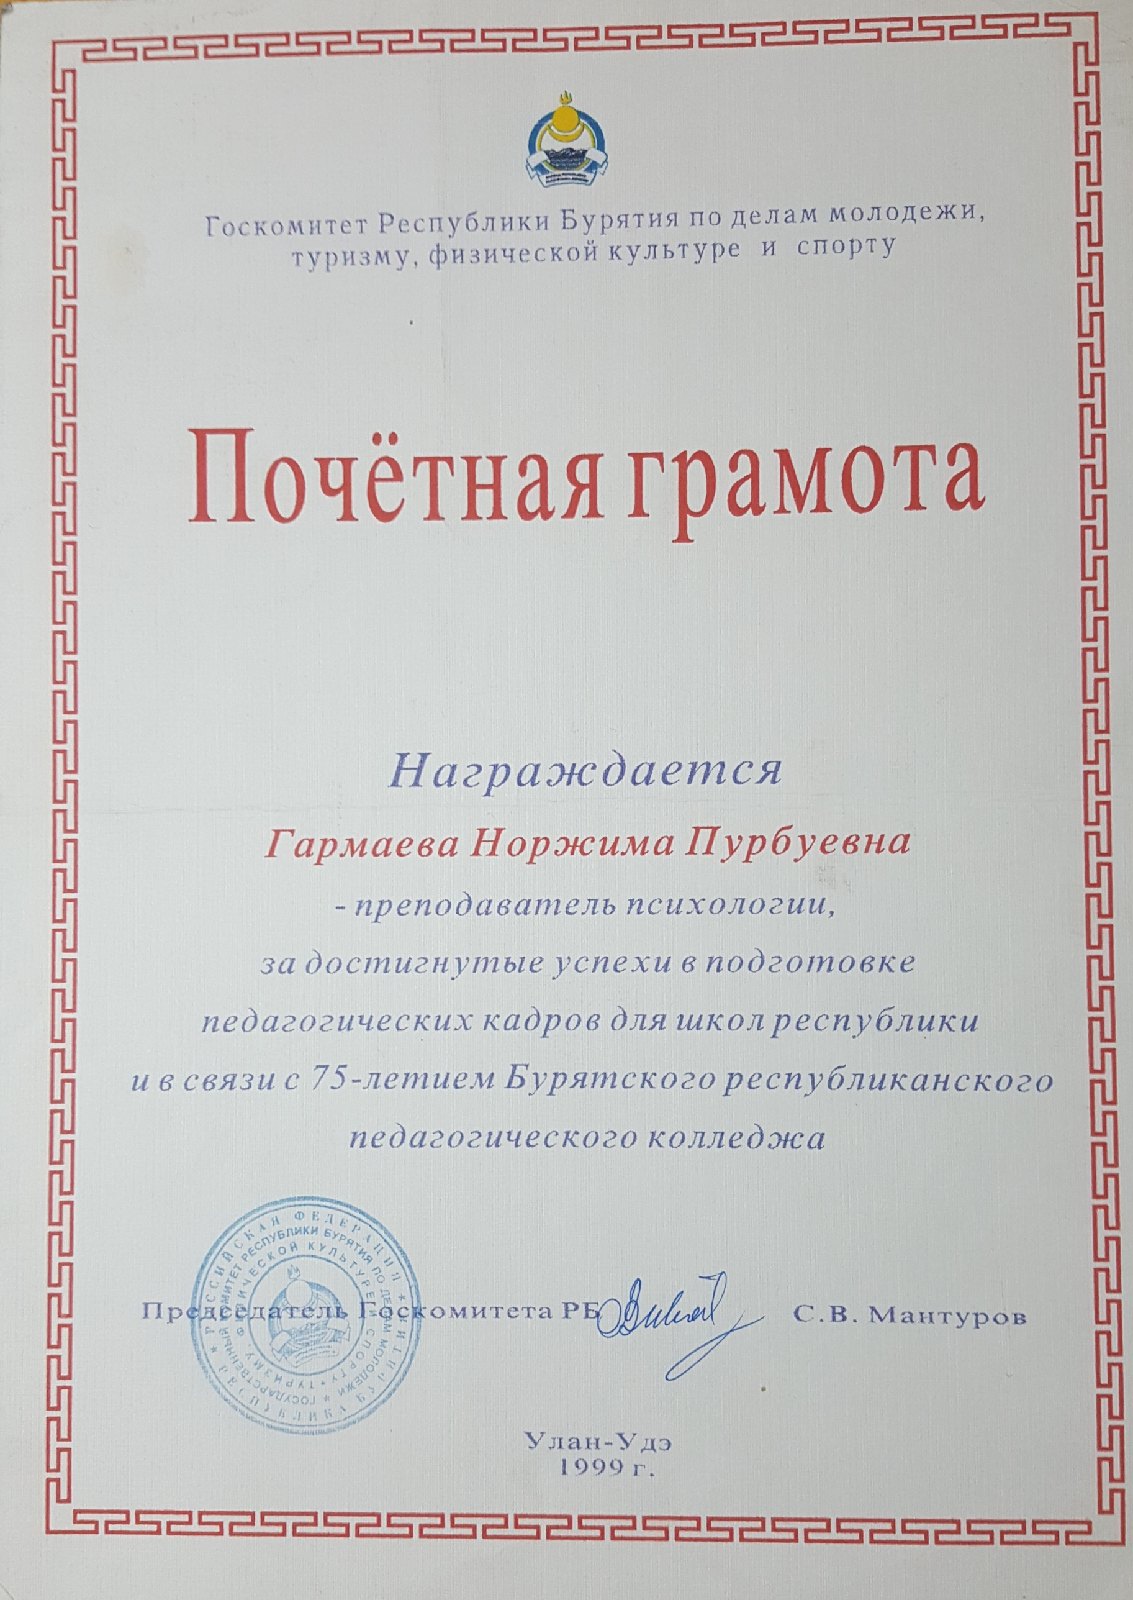 Госкомитет Республики Бурятия по делам молодежи,
туризму, физической культуре и спорту
Почётная грамота
Награждается
Гармаева Норжима Пурбуевна
- преподаватель психологии,
за достигнутые успехи в подготовке
педагогических кадров для школ республики
и в связи с 75-летием Бурятского республиканского
педагогического колледжа
РОССИЙСКАЯ ФЕДЕРАЦИЯ * РЕСПУБЛИКА БУРЯТИЯ *
ГОСУДАРСТВЕННЫЙ КОМИТЕТ РЕСПУБЛИКИ БУРЯТИЯ ПО ДЕЛАМ МОЛОДЕЖИ *
ТУРИЗМУ, ФИЗИЧЕСКОЙ КУЛЬТУРЕ И СПОРТУ *
Председатель Госкомитета РБ С.В. Мантуров
Улан-Удэ
1999 г.